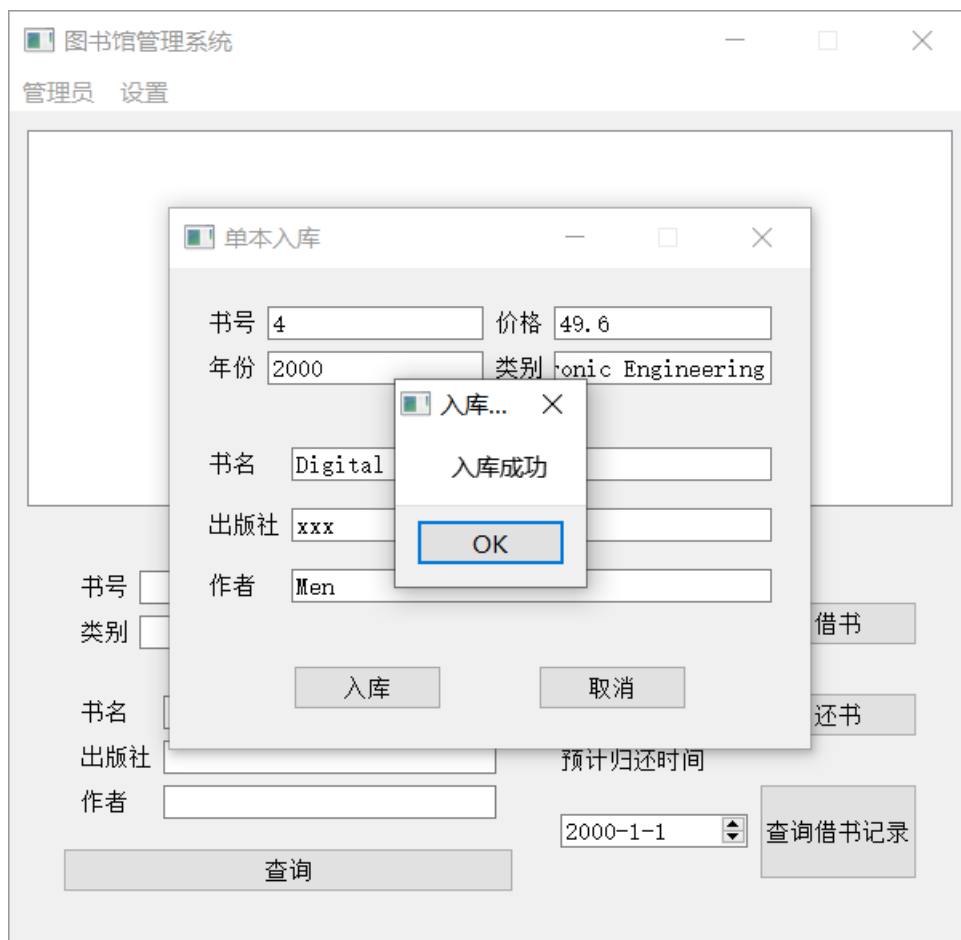 图书馆管理系统
管理员 设置
单本入库
书号 4 价格 49.6
年份 2000 类别 Engineering
入库...
入库成功
OK
书名 Digital
出版社 xxx
作者 Men
入库 取消
书号
类别
借书
书名
还书
出版社
预计归还时间
作者
2000-1-1
查询借书记录
查询